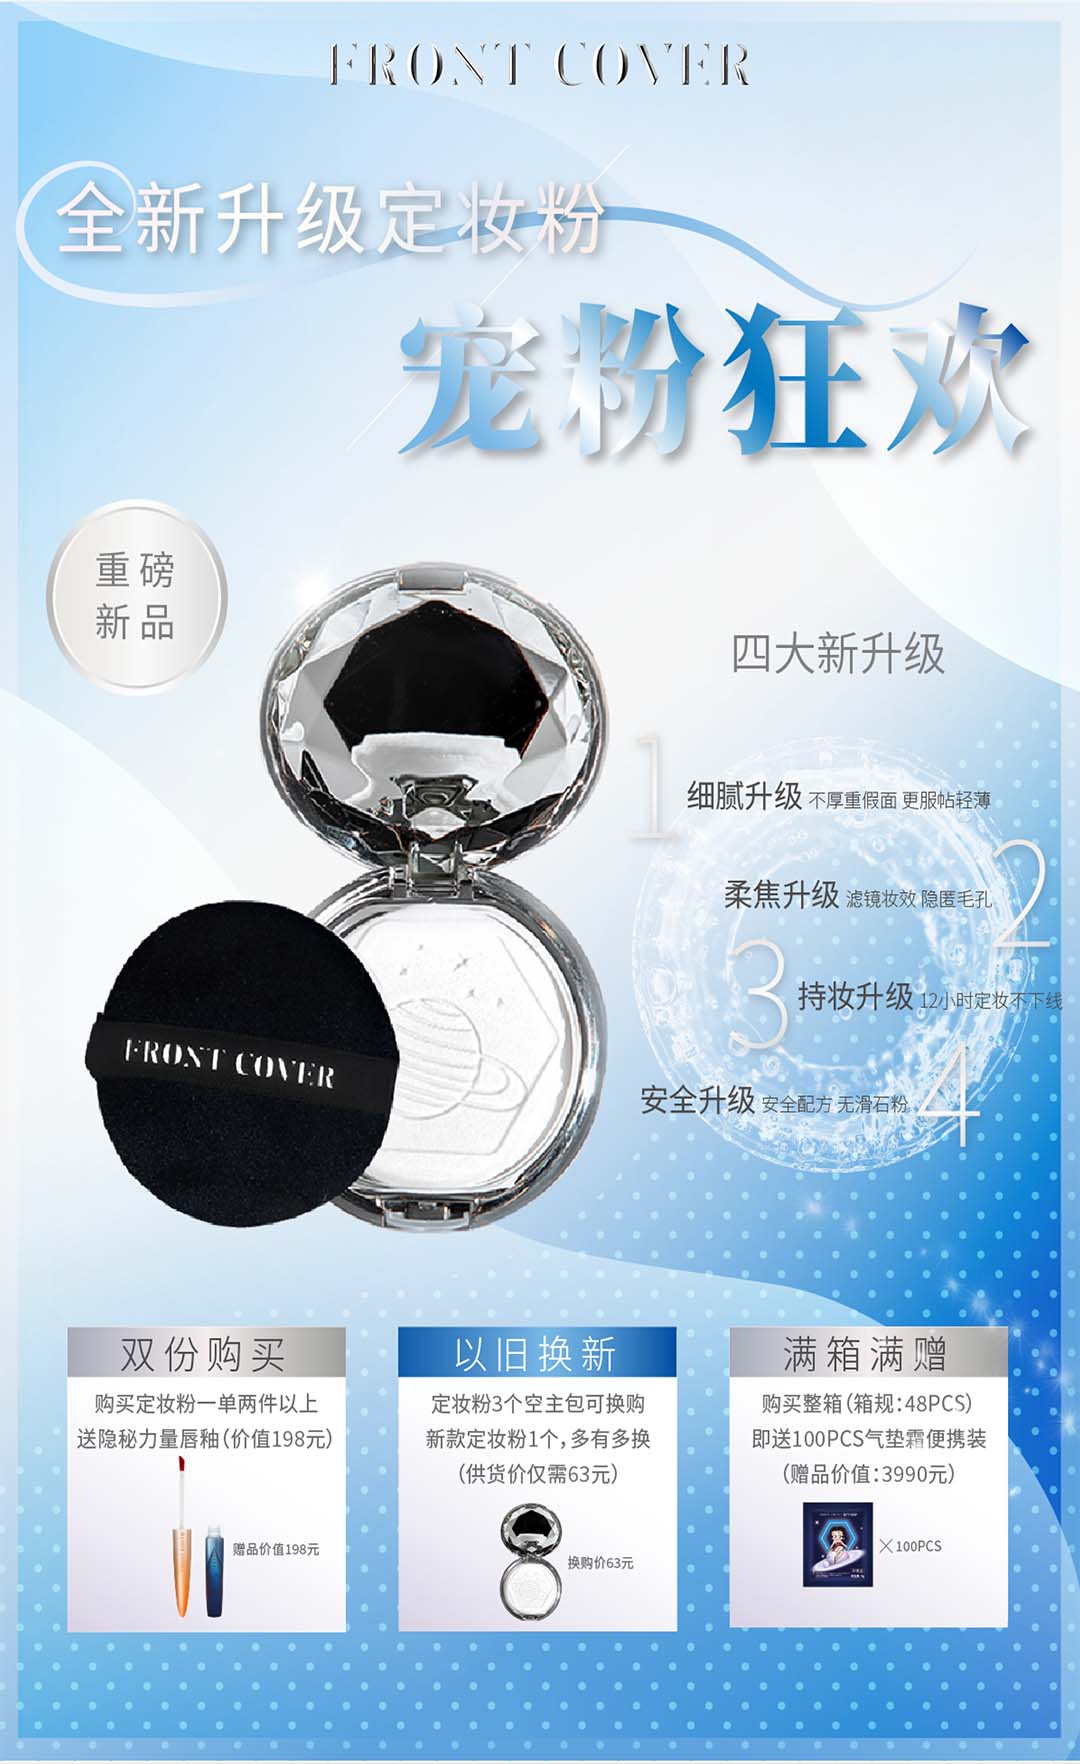 FRONT COVER
全新升级定妆粉
宠粉狂欢
重磅
新品
四大新升级
1
细腻升级 不厚重假面 更服帖轻薄
2
柔焦升级 滤镜妆效 隐匿毛孔
3
持妆升级 12小时定妆不下线
4
安全升级 安全配方 无滑石粉
FRONT COVER
双份购买
购买定妆粉一单两件以上
送隐秘力量唇釉(价值198元)
赠品价值198元
以旧换新
定妆粉3个空主包可换购
新款定妆粉1个,多有多换
(供货价仅需63元)
换购价63元
满箱满赠
购买整箱(箱规:48PCS)
即送100PCS气垫霜便携装
(赠品价值:3990元)
×100PCS